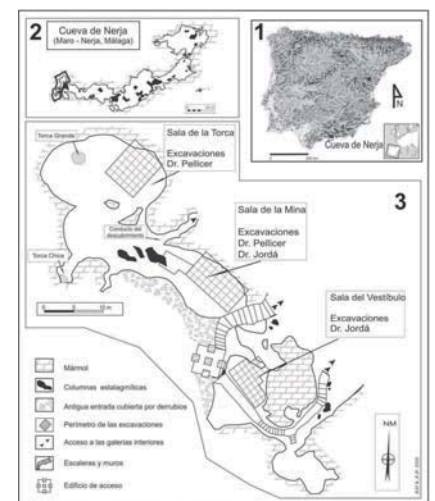 2
Cueva de Nerja
(Maro - Nerja, Málaga)
1
N
Cueva de Nerja
3
Torca Grande
Sala de la Torca
Excavaciones
Dr. Pellicer
Conducto del
descubrimiento
Sala de la Mina
Excavaciones
Dr. Pellicer
Dr. Jordá
Torca Chica
Sala del Vestíbulo
Excavaciones
Dr. Jordá
Mármol
Columnas estalagmíticas
Antigua entrada cubierta por derrubios
Perímetro de las excavaciones
Acceso a las galerías interiores
Escaleras y muros
Edificio de acceso
NM